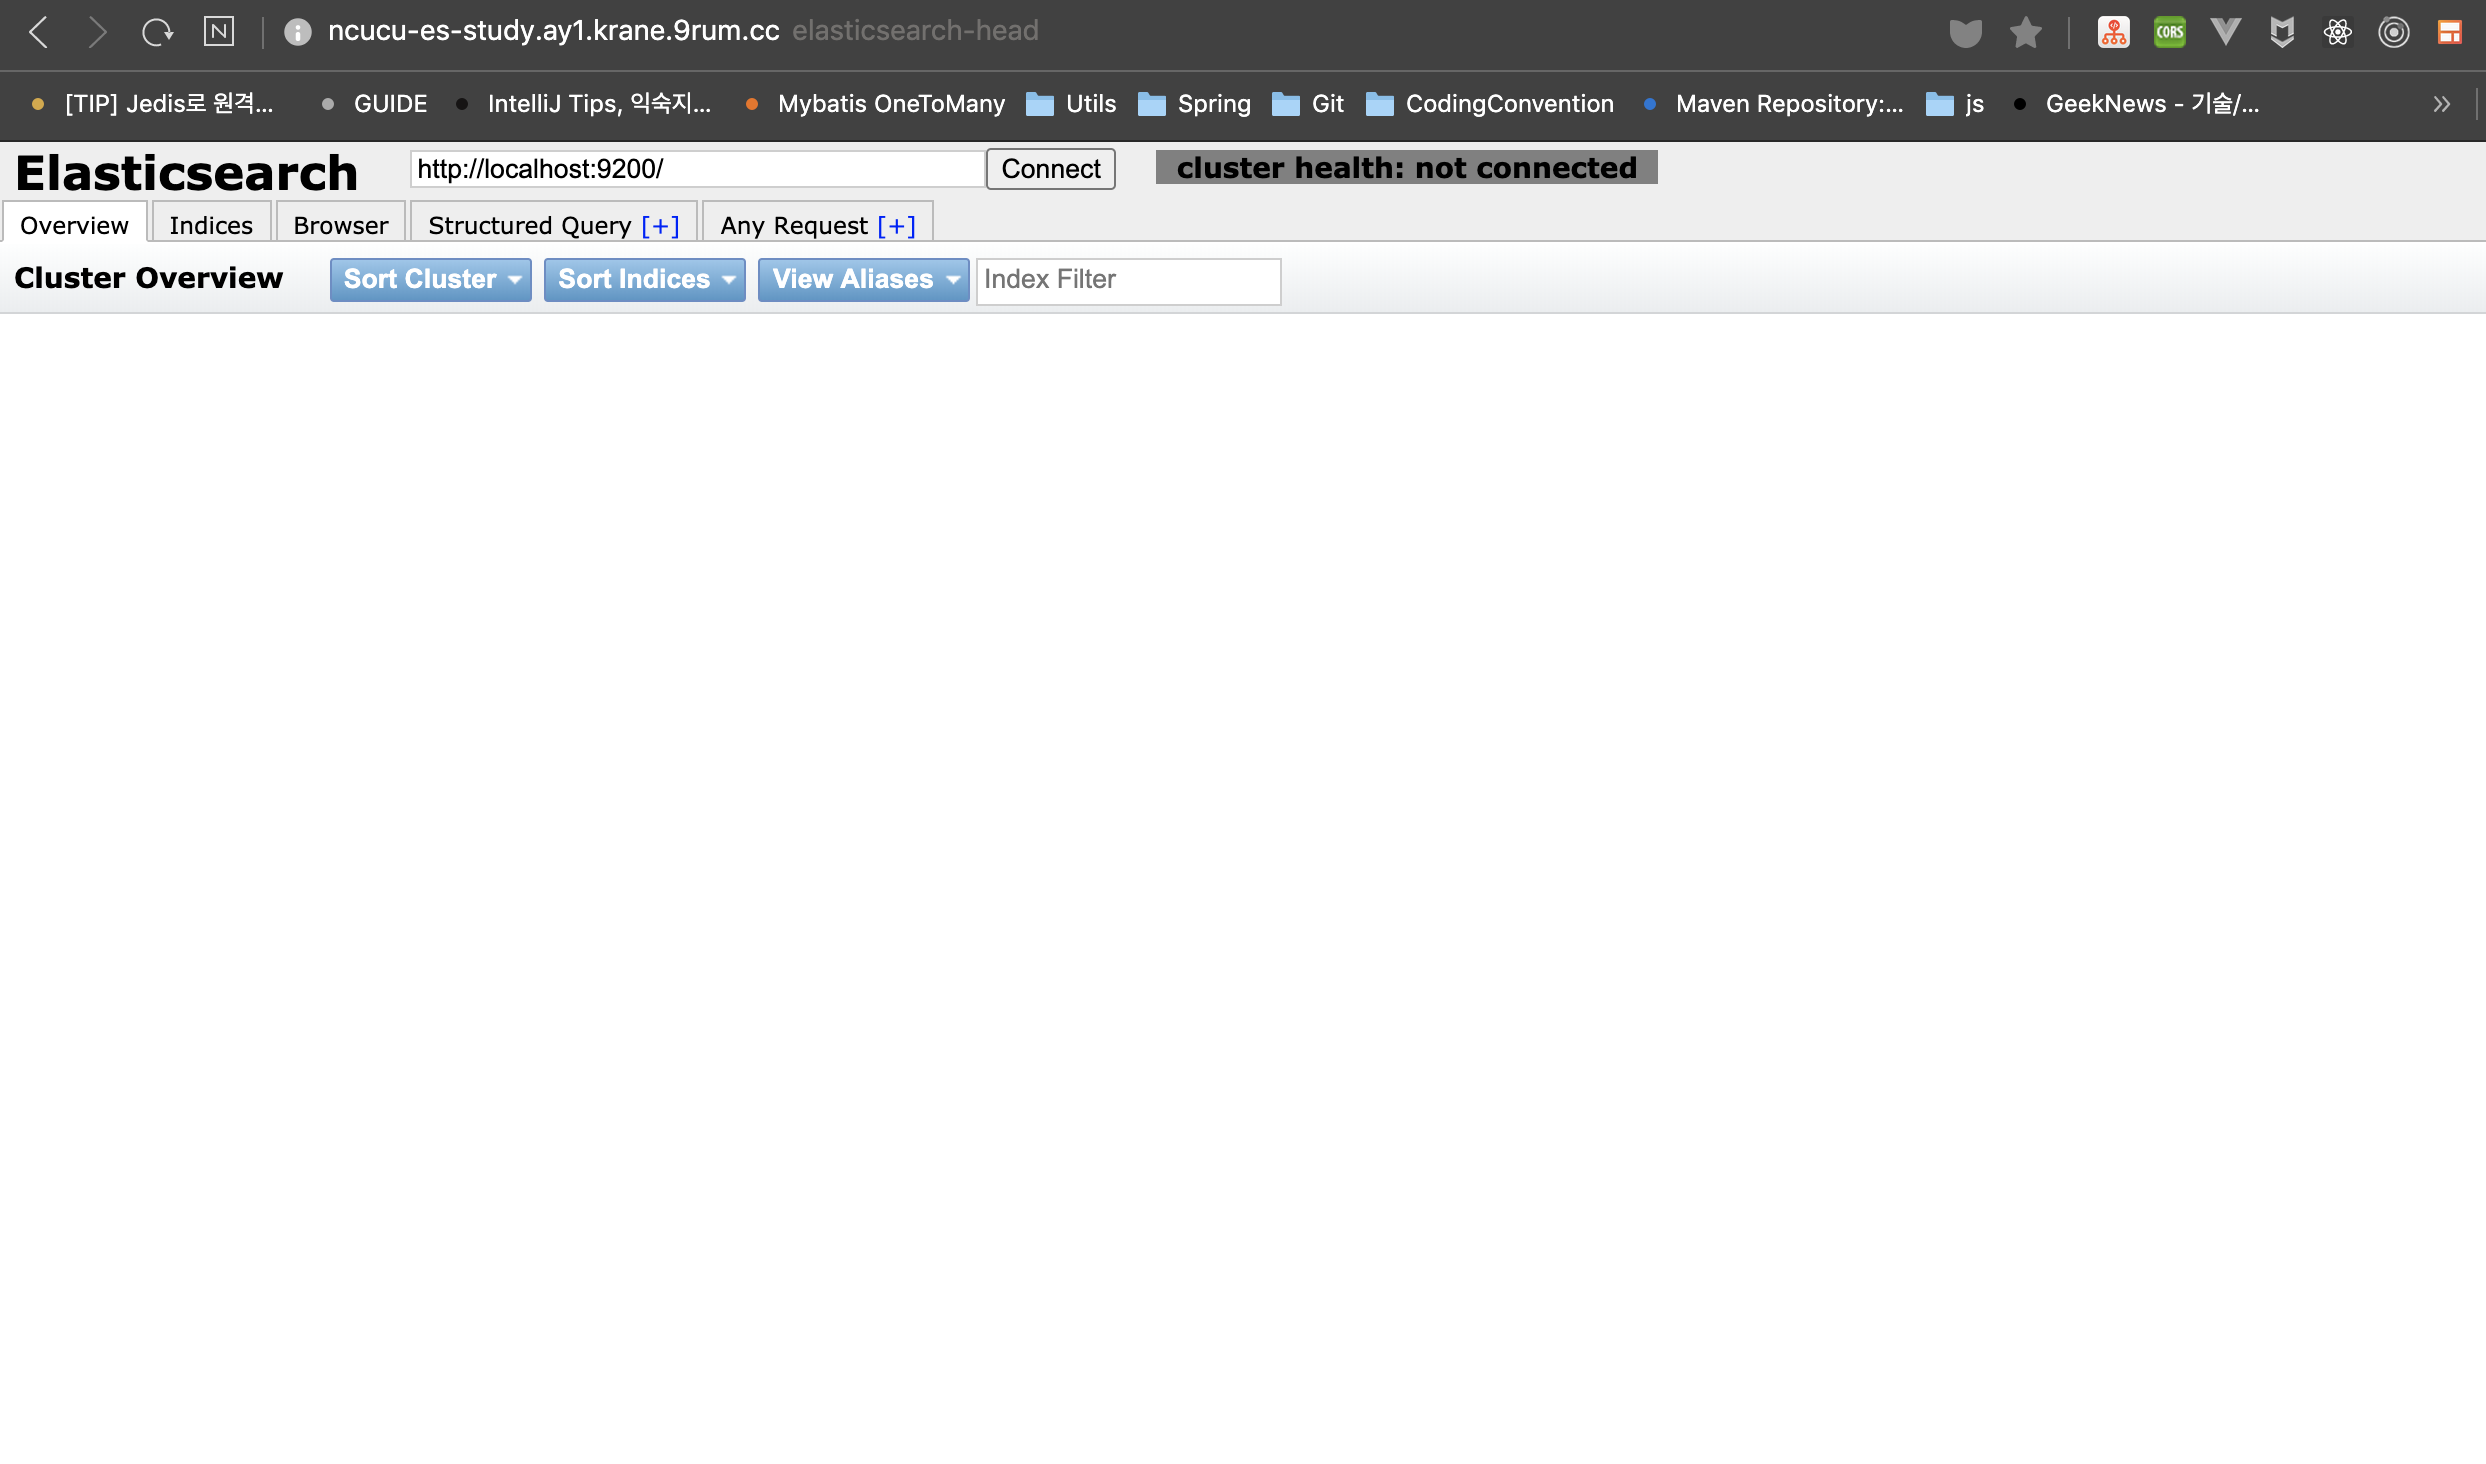 ncucu-es-study.ay1.krane.9rum.cc elasticsearch-head
CORS
[TIP] Jedis로 원격... GUIDE IntelliJ Tips, 익숙지... Mybatis OneToMany Utils Spring Git CodingConvention Maven Repository:... js GeekNews - 기술/...
Elasticsearch http://localhost:9200/ Connect cluster health: not connected
Overview Indices Browser Structured Query [+] Any Request [+]
Cluster Overview Sort Cluster Sort Indices View Aliases Index Filter